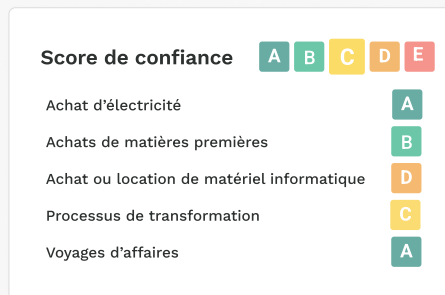 Score de confiance A B C D E
Achat d’électricité A
Achats de matières premières B
Achat ou location de matériel informatique D
Processus de transformation C
Voyages d’affaires A